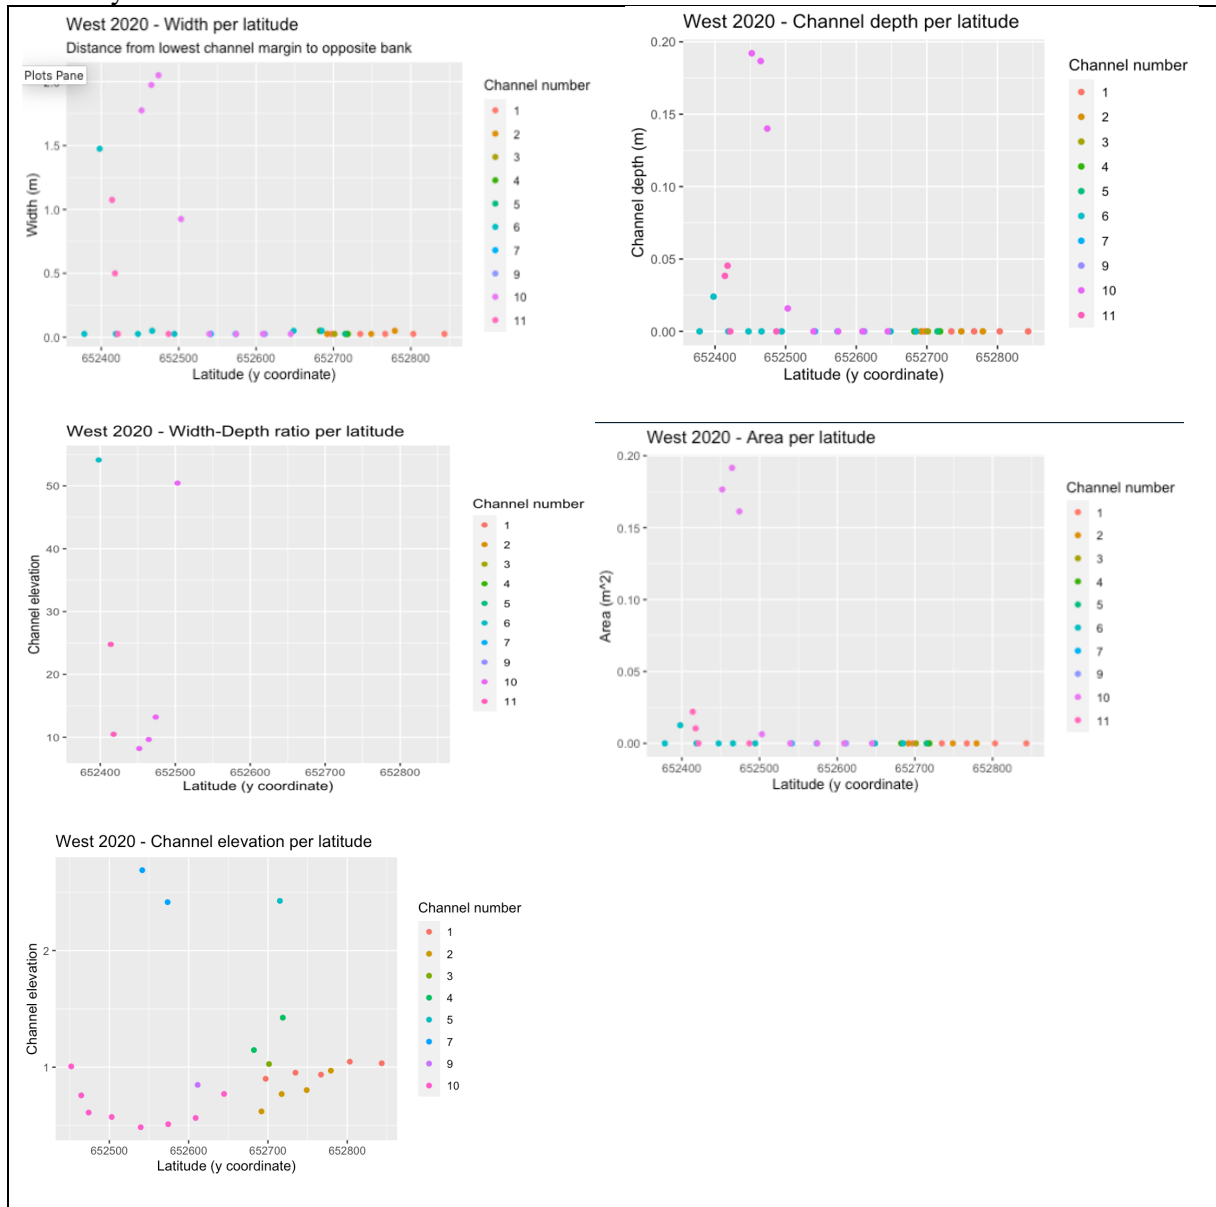 West 2020 - Width per latitude
Distance from lowest channel margin to opposite bank
Plots Pane
1.5
1.0
0.5
0.0
Width (m)
652400 652500 652600 652700 652800
Latitude (y coordinate)
Channel number
1
2
3
4
5
6
7
9
10
11
West 2020 - Channel depth per latitude
0.20
0.15
0.10
0.05
0.00
Channel depth (m)
652400 652500 652600 652700 652800
Latitude (y coordinate)
Channel number
1
2
3
4
5
6
7
9
10
11
West 2020 - Width-Depth ratio per latitude
50
40
30
20
10
Channel elevation
652400 652500 652600 652700 652800
Latitude (y coordinate)
Channel number
1
2
3
4
5
6
7
9
10
11
West 2020 - Area per latitude
0.20
0.15
0.10
0.05
0.00
Area (m^2)
652400 652500 652600 652700 652800
Latitude (y coordinate)
Channel number
1
2
3
4
5
6
7
9
10
11
West 2020 - Channel elevation per latitude
2
1
Channel elevation
652500 652600 652700 652800
Latitude (y coordinate)
Channel number
1
2
3
4
5
7
9
10